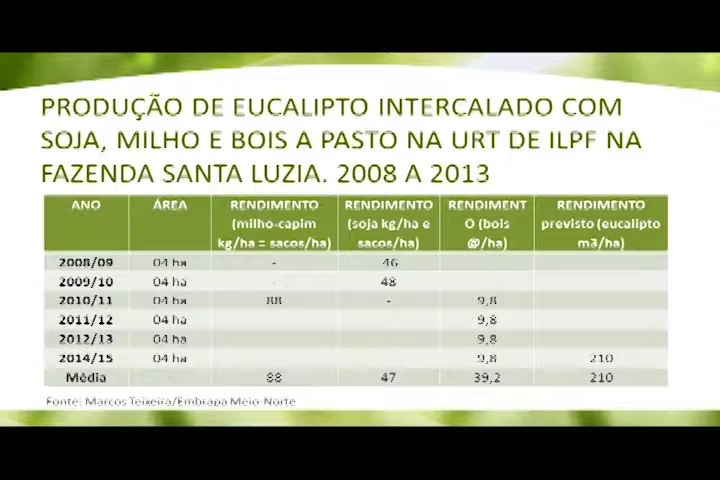 PRODUÇÃO DE EUCALIPTO INTERCALADO COM
SOJA, MILHO E BOIS A PASTO NA URT DE ILPF NA
FAZENDA SANTA LUZIA. 2008 A 2013
ANO ÁREA RENDIMENTO (milho-capim kg/ha = sacos/ha) RENDIMENTO (soja kg/ha e sacos/ha) RENDIMENTO (bois @/ha) RENDIMENTO previsto (eucalipto m3/ha)
2008/09 04 ha - 46
2009/10 04 ha - 48
2010/11 04 ha 88 - 9,8
2011/12 04 ha 9,8
2012/13 04 ha 9,8
2014/15 04 ha 9,8 210
Média - 88 47 39,2 210
Fonte: Marcos Teixeira/Embrapa Meio-Norte